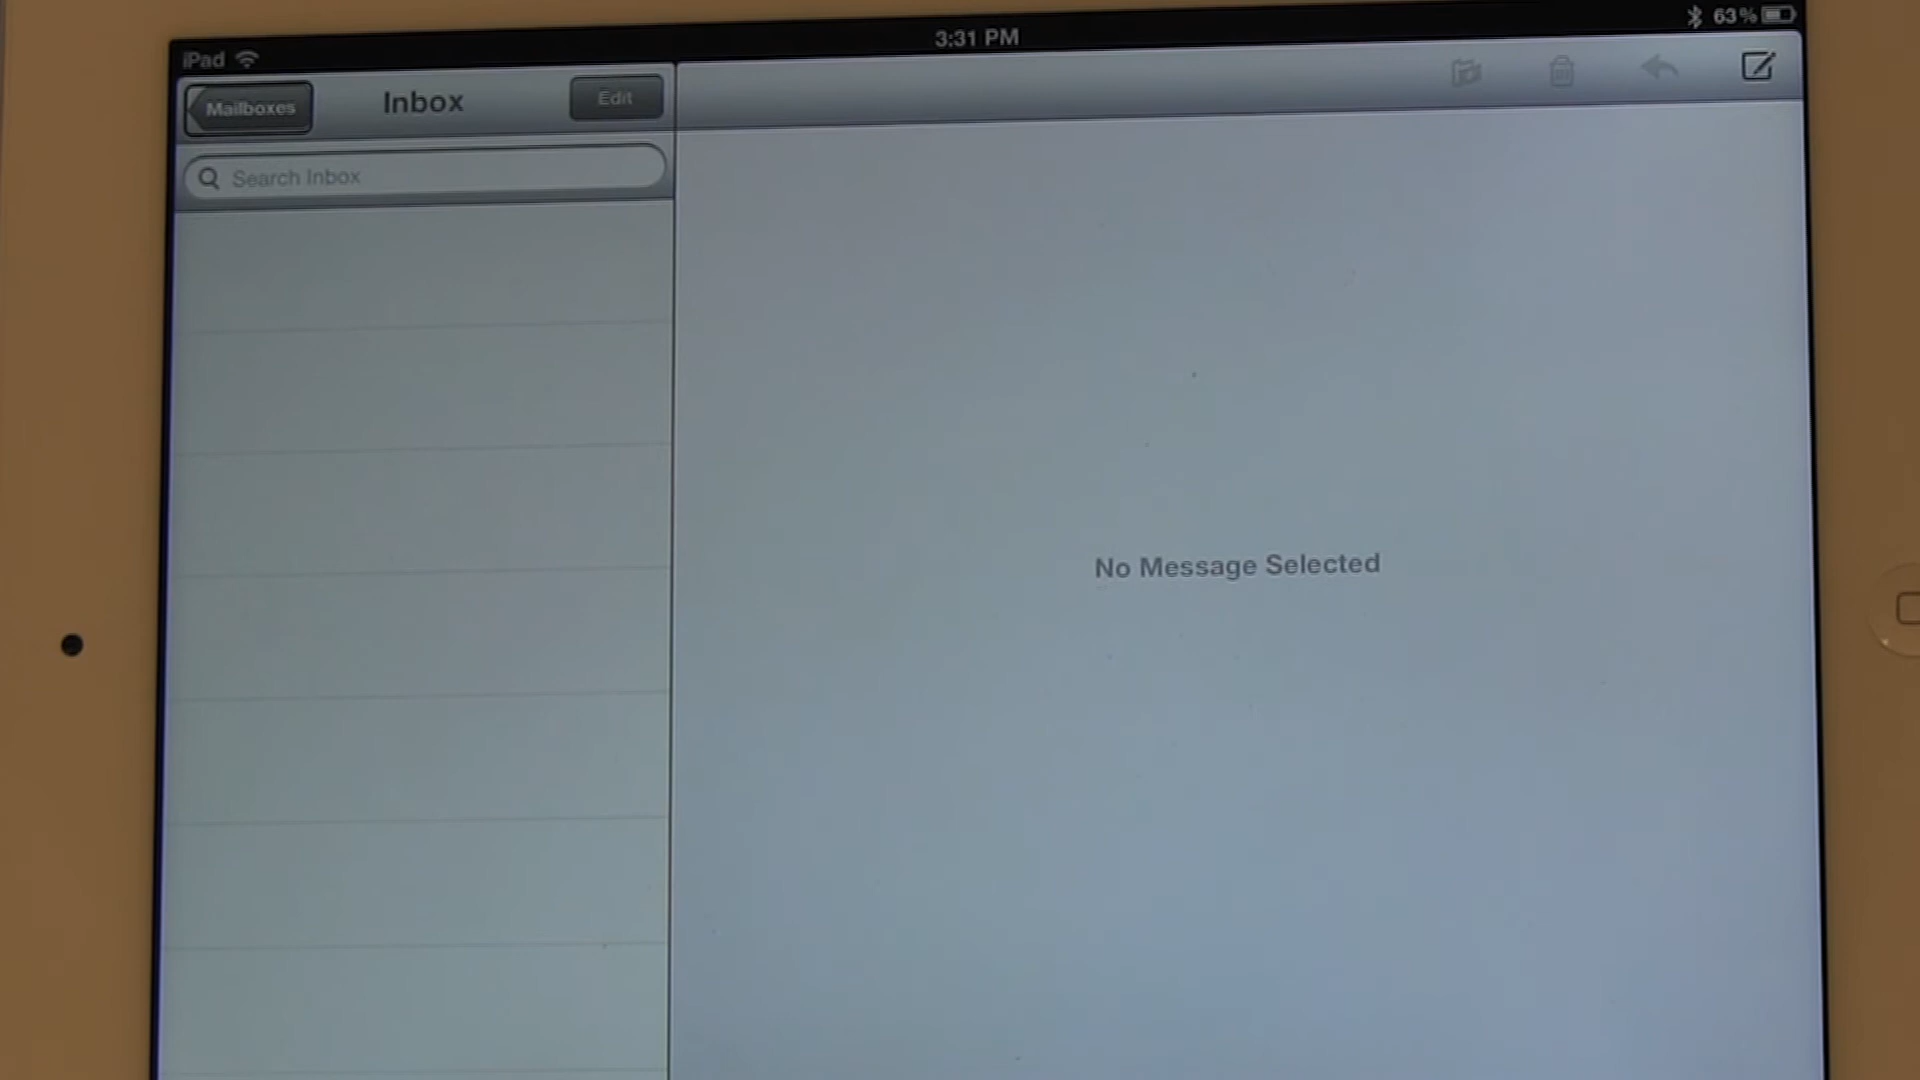 iPad
3:31 PM
63%
Mailboxes
Inbox
Edit
Search Inbox
No Message Selected